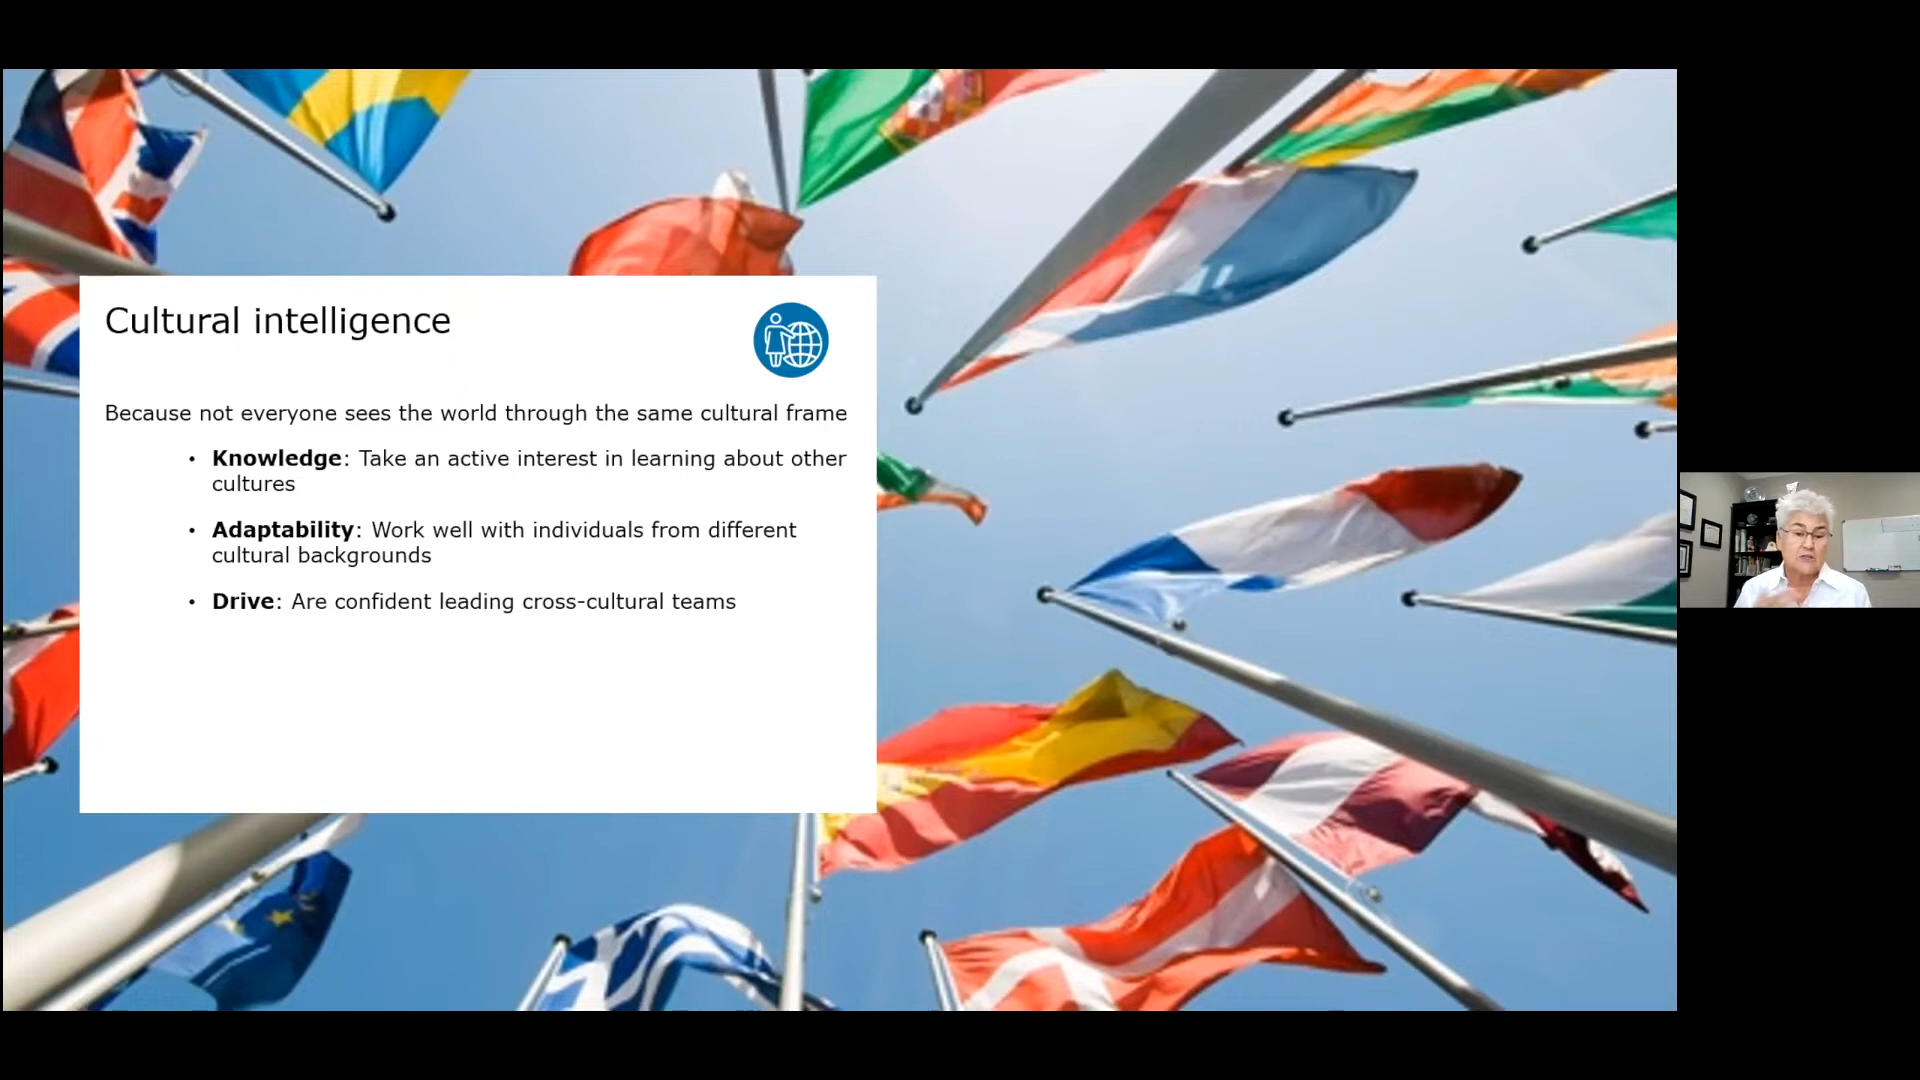 Cultural intelligence
Because not everyone sees the world through the same cultural frame
• Knowledge: Take an active interest in learning about other
cultures
• Adaptability: Work well with individuals from different
cultural backgrounds
• Drive: Are confident leading cross-cultural teams